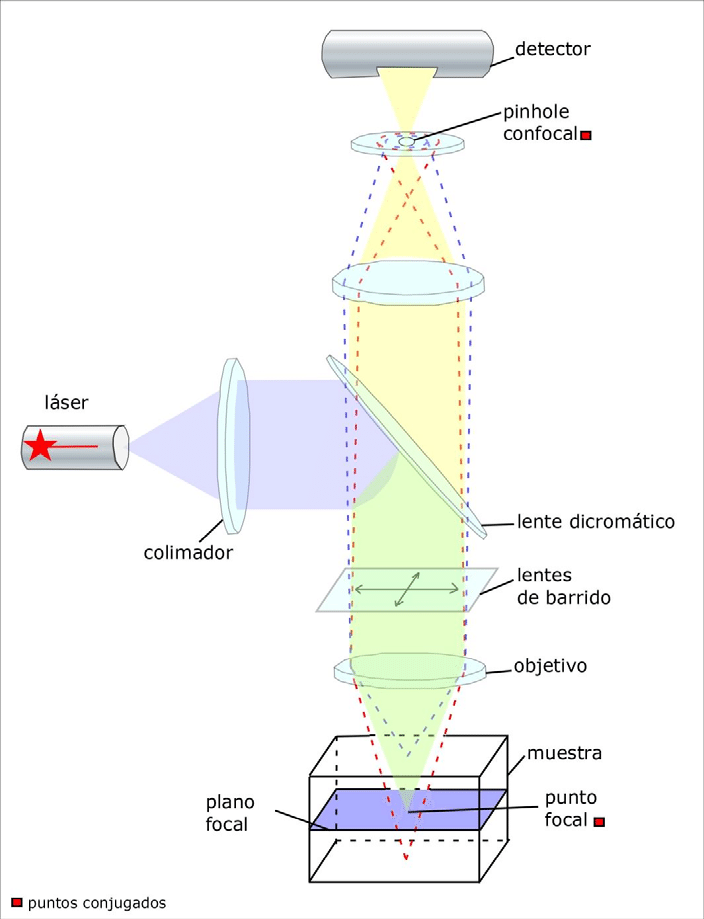 detector
pinhole
confocal
láser
colimador
lente dicromático
lentes
de barrido
objetivo
muestra
plano
focal
punto
focal
puntos conjugados